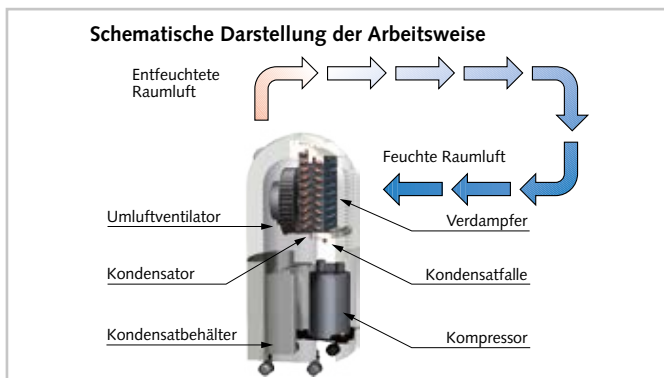 Schematische Darstellung der Arbeitsweise
Entfeuchtete
Raumluft
Feuchte Raumluft
Umluftventilator
Verdampfer
Kondensator
Kondensatfalle
Kondensatbehälter
Kompressor